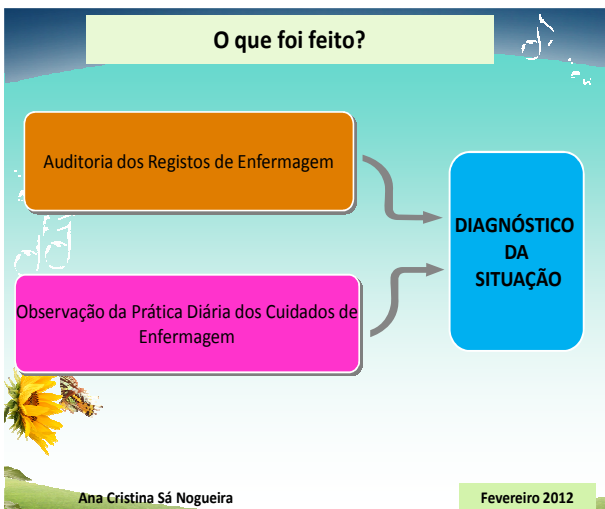 O que foi feito?
Auditoria dos Registos de Enfermagem
DIAGNÓSTICO
DA
SITUAÇÃO
Observação da Prática Diária dos Cuidados de
Enfermagem
Ana Cristina Sá Nogueira
Fevereiro 2012